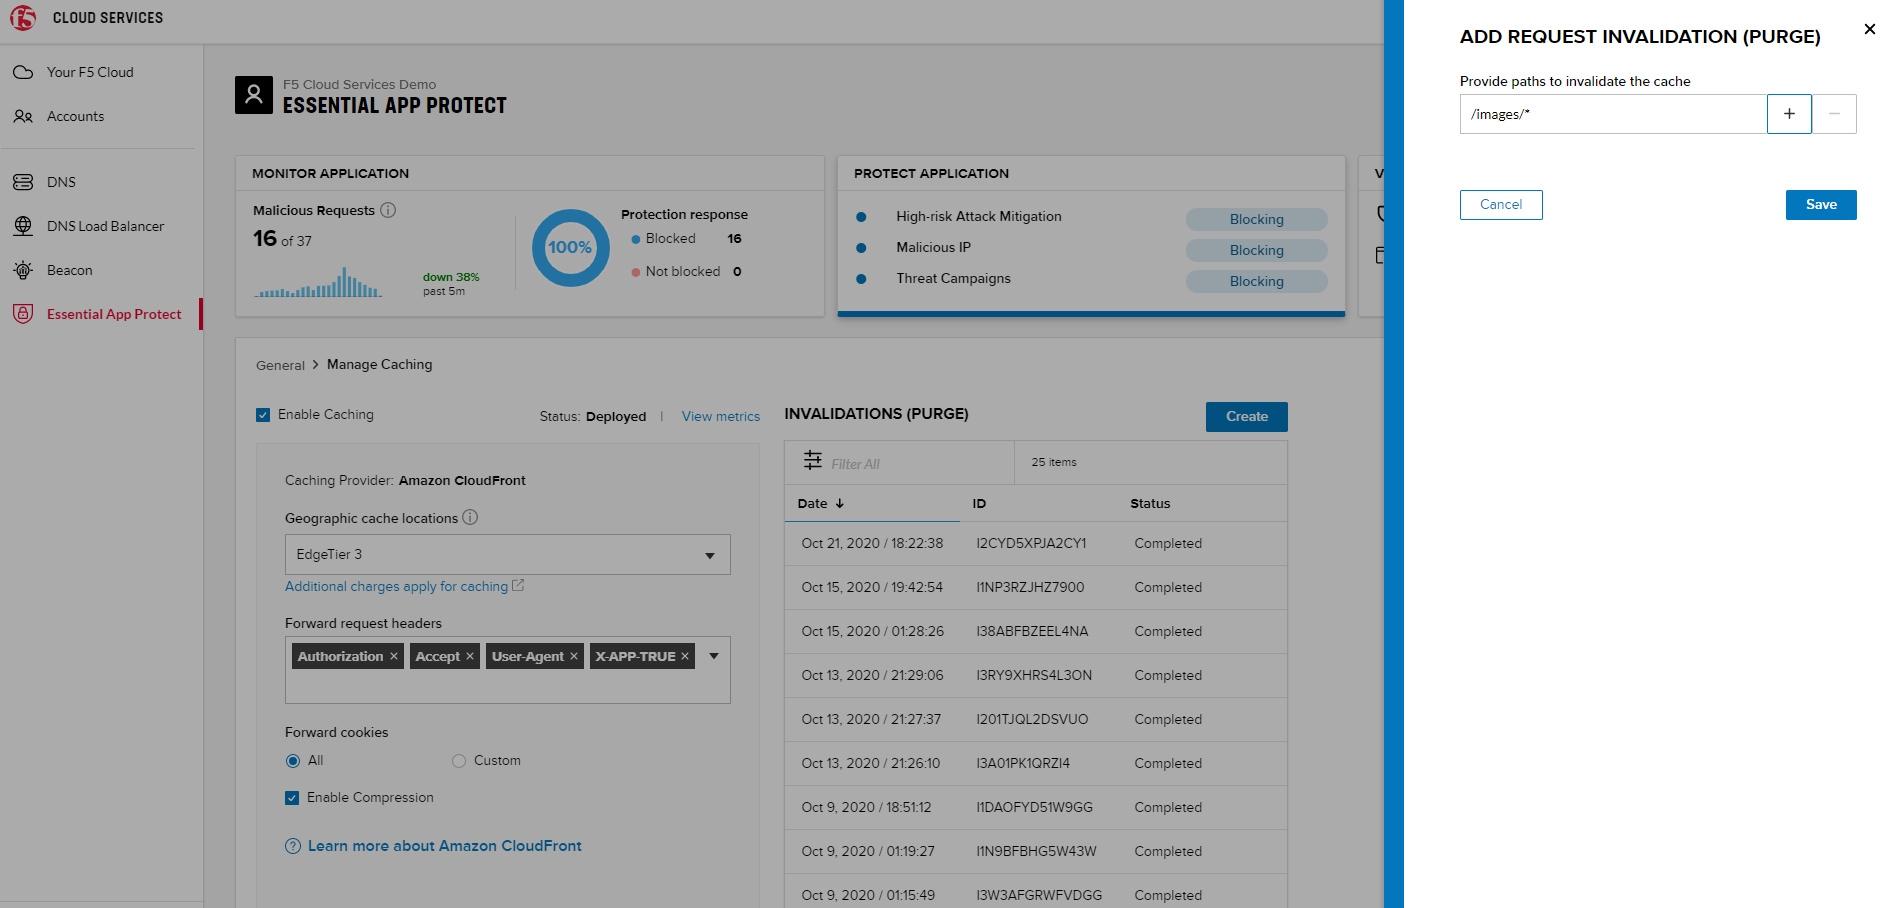 f5 CLOUD SERVICES
Your F5 Cloud
Accounts
DNS
DNS Load Balancer
Beacon
Essential App Protect
F5 Cloud Services Demo
ESSENTIAL APP PROTECT
MONITOR APPLICATION
Malicious Requests
16 of 37
down 38%
past 5m
100%
Protection response
Blocked 16
Not blocked 0
PROTECT APPLICATION
High-risk Attack Mitigation Blocking
Malicious IP Blocking
Threat Campaigns Blocking
V
General > Manage Caching
Enable Caching
Status: Deployed | View metrics
Caching Provider: Amazon CloudFront
Geographic cache locations
EdgeTier 3
Additional charges apply for caching
Forward request headers
Authorization × Accept × User-Agent × X-APP-TRUE ×
Forward cookies
All Custom
Enable Compression
? Learn more about Amazon CloudFront
INVALIDATIONS (PURGE)
Create
Filter All 25 items
Date ↓ ID Status
Oct 21, 2020 / 18:22:38 I2CYD5XPJA2CY1 Completed
Oct 15, 2020 / 19:42:54 I1NP3RZJHZ7900 Completed
Oct 15, 2020 / 01:28:26 I38ABFBZEEL4NA Completed
Oct 13, 2020 / 21:29:06 I3RY9XHRS4L3ON Completed
Oct 13, 2020 / 21:27:37 I201TJQL2DSVUO Completed
Oct 13, 2020 / 21:26:10 I3A01PK1QRZI4 Completed
Oct 9, 2020 / 18:51:12 I1DAOFYD51W9GG Completed
Oct 9, 2020 / 01:19:27 I1N9BFBHG5W43W Completed
Oct 9, 2020 / 01:15:49 I3W3AFGRWFVDGG Completed
ADD REQUEST INVALIDATION (PURGE)
Provide paths to invalidate the cache
/images/*
Cancel Save